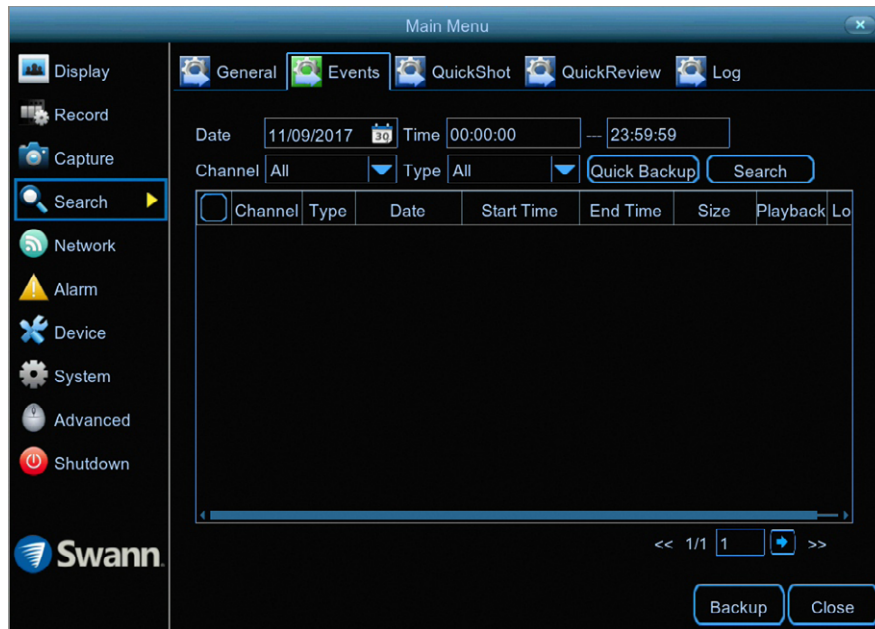 Main Menu
Display
Record
Capture
Search
Network
Alarm
Device
System
Advanced
Shutdown
Swann.
General Events QuickShot QuickReview Log
Date 11/09/2017 30 Time 00:00:00 --- 23:59:59
Channel All Type All Quick Backup Search
Channel Type Date Start Time End Time Size Playback Lo
<< 1/1 1 >>
Backup Close